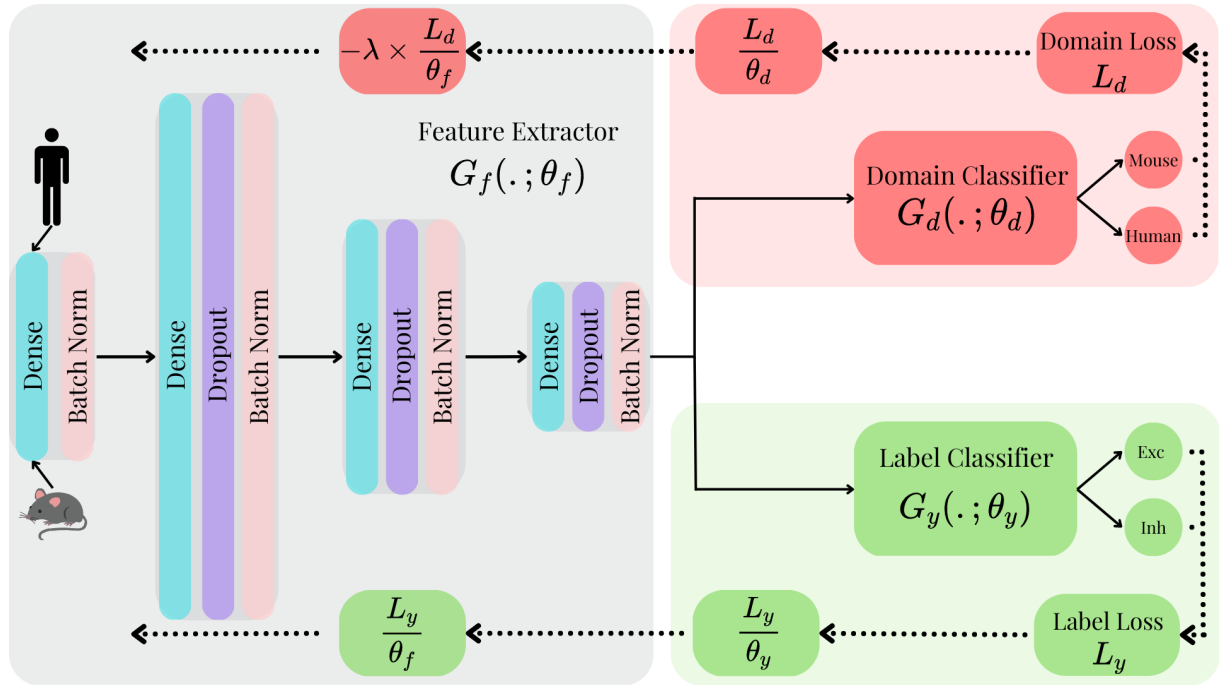 −λ × L_d / θ_f
L_d / θ_d
Domain Loss
L_d
Feature Extractor
G_f(. ; θ_f)
Domain Classifier
G_d(. ; θ_d)
Mouse
Human
Dense
Batch Norm
Dense
Dropout
Batch Norm
Dense
Dropout
Batch Norm
Dense
Dropout
Batch Norm
Label Classifier
G_y(. ; θ_y)
Exc
Inh
L_y / θ_f
L_y / θ_y
Label Loss
L_y